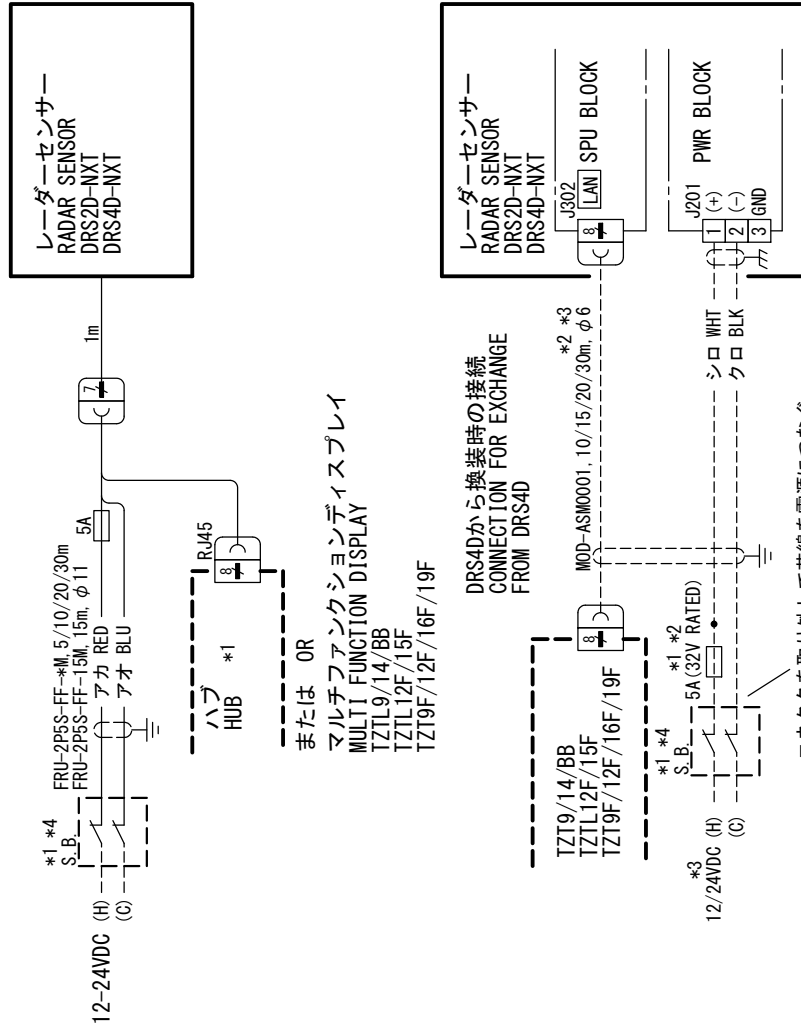 レーダーセンサー
RADAR SENSOR
DRS2D-NXT
DRS4D-NXT
1m
7
FRU-2P5S-FF-*M, 5/10/20/30m
FRU-2P5S-FF-15M, 15m, φ11
アカ RED
アオ BLU
5A
*1 *4
S.B.
12-24VDC (H)
(C)
RJ45
8
ハブ
HUB *1
または OR
マルチファンクションディスプレイ
MULTI FUNCTION DISPLAY
TZTL9/14/BB
TZTL12F/15F
TZT9F/12F/16F/19F
レーダーセンサー
RADAR SENSOR
DRS2D-NXT
DRS4D-NXT
J302
LAN
SPU BLOCK
8
PWR BLOCK
J201
1 (+)
2 (-)
3 GND
DRS4Dから換装時の接続
CONNECTION FOR EXCHANGE
FROM DRS4D
*2 *3
MOD-ASM0001, 10/15/20/30m, φ6
シロ WHT
クロ BLK
8
TZT9/14/BB
TZTL12F/15F
TZT9F/12F/16F/19F
*1 *2
5A(32V RATED)
*1 *4
S.B.
*3
12/24VDC (H)
(C)